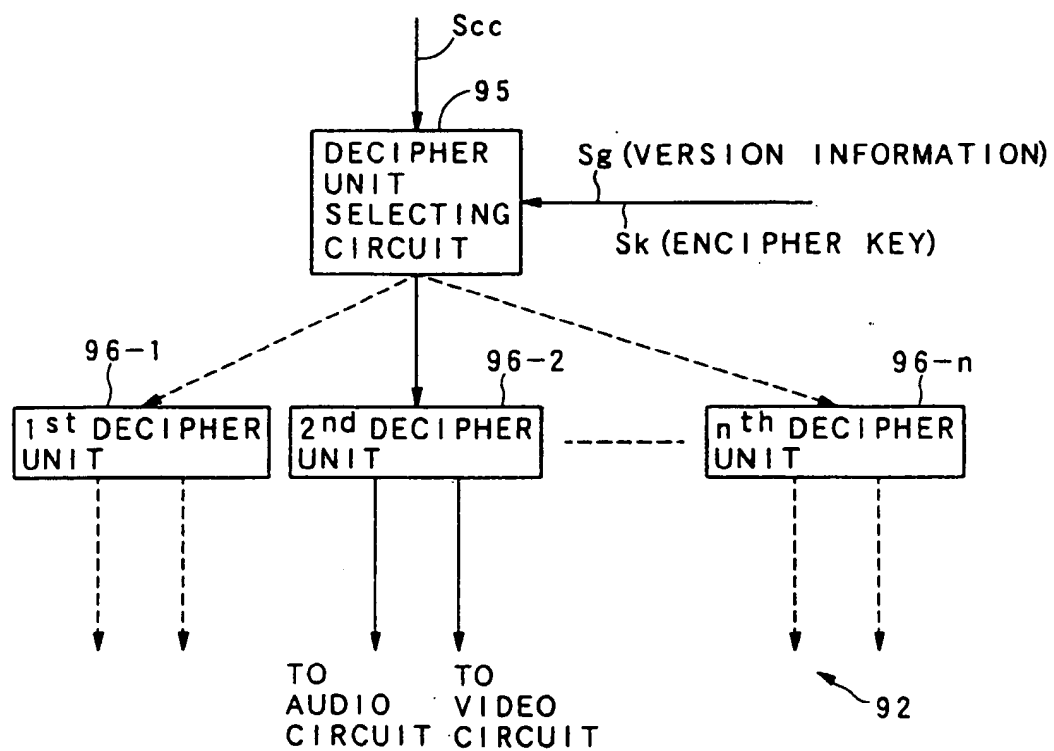 Scc
95
DECIPHER
UNIT
SELECTING
CIRCUIT
Sg (VERSION INFORMATION)
Sk (ENCIPHER KEY)
96-1
96-2
96-n
1st DECIPHER
UNIT
2nd DECIPHER
UNIT
nth DECIPHER
UNIT
TO
AUDIO
CIRCUIT
TO
VIDEO
CIRCUIT
92